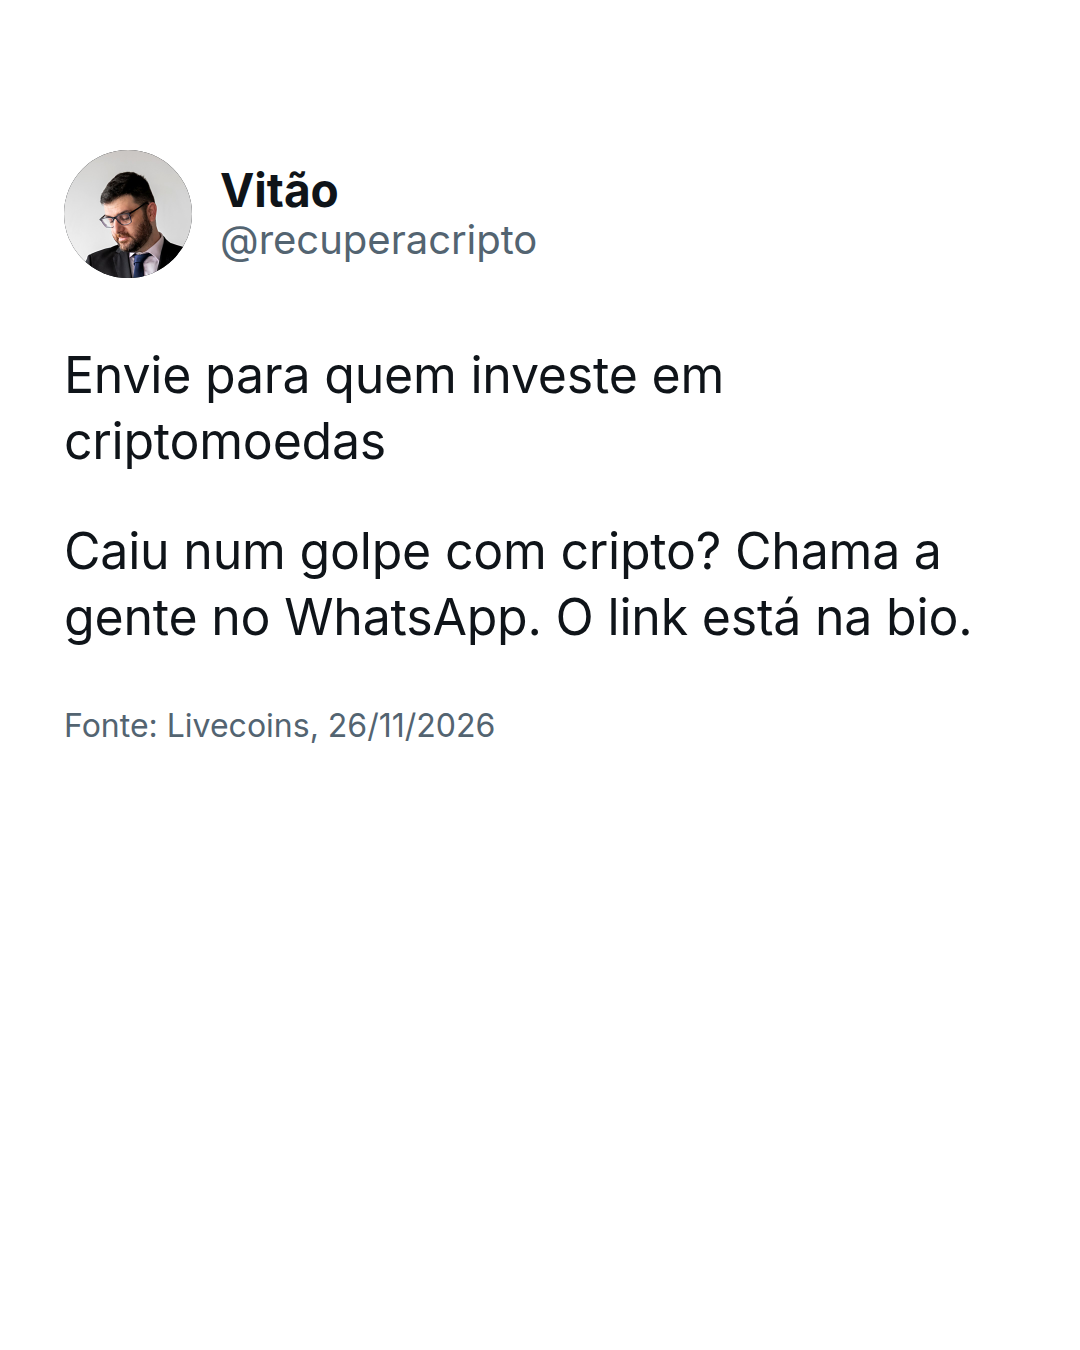 Vitão
@recuperacripto
Envie para quem investe em
criptomoedas
Caiu num golpe com cripto? Chama a
gente no WhatsApp. O link está na bio.
Fonte: Livecoins, 26/11/2026